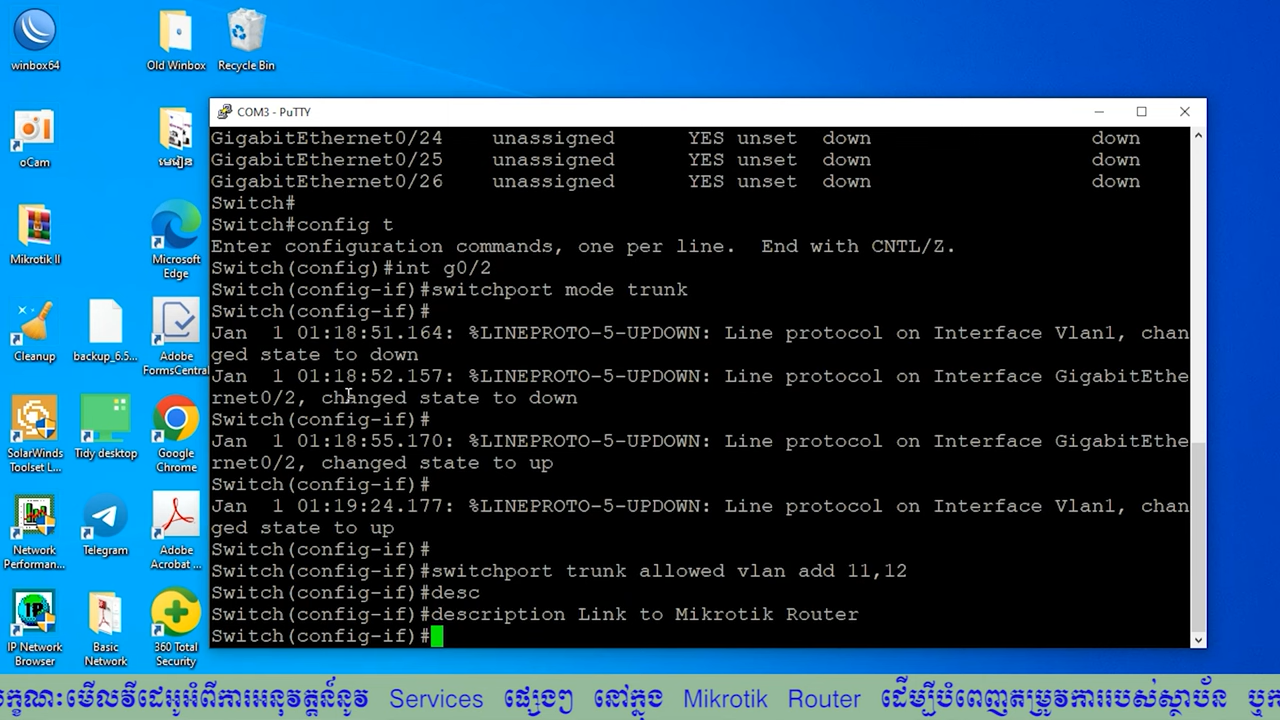 winbox64
Old Winbox
Recycle Bin
oCam
មេរៀន
Mikrotik II
Microsoft
Edge
Cleanup
backup_6.5...
Adobe
FormsCentral
SolarWinds
Toolset L...
Tidy desktop
Google
Chrome
Network
Performan...
Telegram
Adobe
Acrobat ...
IP Network
Browser
Basic
Network
360 Total
Security
COM3 - PuTTY
GigabitEthernet0/24 unassigned YES unset down down
GigabitEthernet0/25 unassigned YES unset down down
GigabitEthernet0/26 unassigned YES unset down down
Switch#
Switch#config t
Enter configuration commands, one per line. End with CNTL/Z.
Switch(config)#int g0/2
Switch(config-if)#switchport mode trunk
Switch(config-if)#
Jan 1 01:18:51.164: %LINEPROTO-5-UPDOWN: Line protocol on Interface Vlan1, chan
ged state to down
Jan 1 01:18:52.157: %LINEPROTO-5-UPDOWN: Line protocol on Interface GigabitEthe
rnet0/2, changed state to down
Switch(config-if)#
Jan 1 01:18:55.170: %LINEPROTO-5-UPDOWN: Line protocol on Interface GigabitEthe
rnet0/2, changed state to up
Switch(config-if)#
Jan 1 01:19:24.177: %LINEPROTO-5-UPDOWN: Line protocol on Interface Vlan1, chan
ged state to up
Switch(config-if)#
Switch(config-if)#switchport trunk allowed vlan add 11,12
Switch(config-if)#desc
Switch(config-if)#description Link to Mikrotik Router
Switch(config-if)#
ក្ខណៈមើលវីដេអូអំពីការអនុវត្តន៍នូវ Services ផ្សេងៗ នៅក្នុង Mikrotik Router ដើម្បីបំពេញតម្រូវការរបស់ស្ថាប័ន ឬក